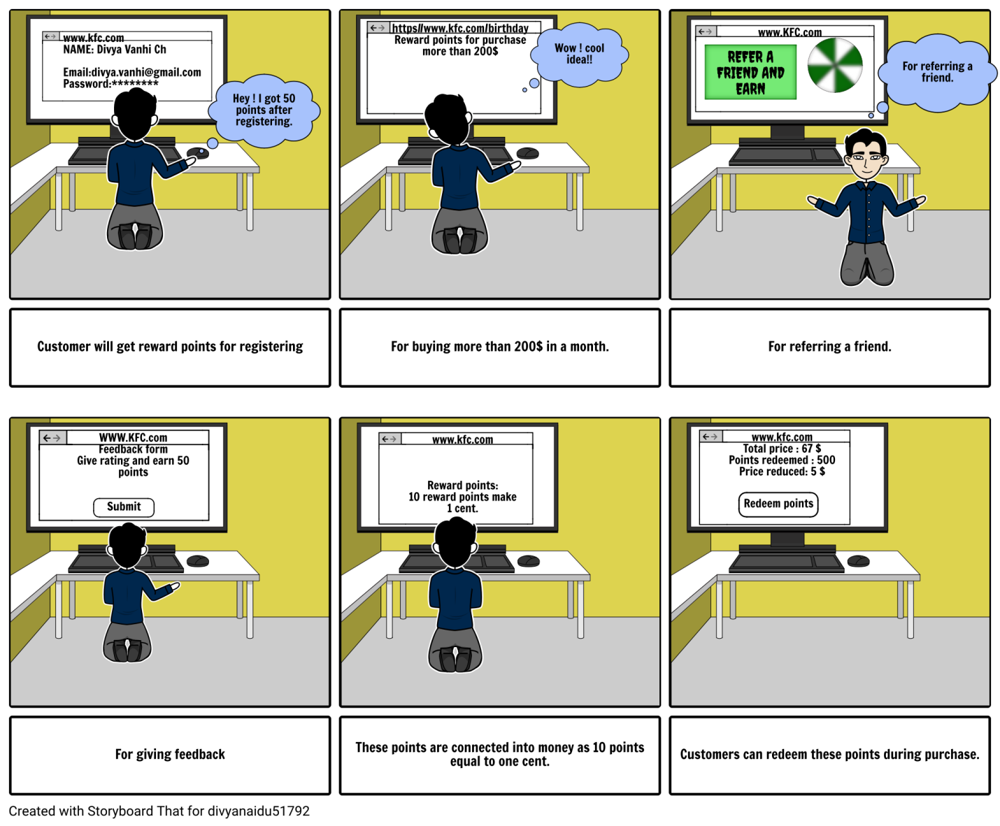 www.kfc.com
NAME: Divya Vanhi Ch
Email:divya.vanhi@gmail.com
Password:********
Hey ! I got 50
points after
registering.
https//www.kfc.com/birthday
Reward points for purchase
more than 200$
Wow ! cool
idea!!
www.KFC.com
REFER A
FRIEND AND
EARN
For referring a
friend.
Customer will get reward points for registering
For buying more than 200$ in a month.
For referring a friend.
WWW.KFC.com
Feedback form
Give rating and earn 50
points
Submit
www.kfc.com
Reward points:
10 reward points make
1 cent.
www.kfc.com
Total price : 67 $
Points redeemed : 500
Price reduced: 5 $
Redeem points
For giving feedback
These points are connected into money as 10 points
equal to one cent.
Customers can redeem these points during purchase.
Created with Storyboard That for divyanaidu51792